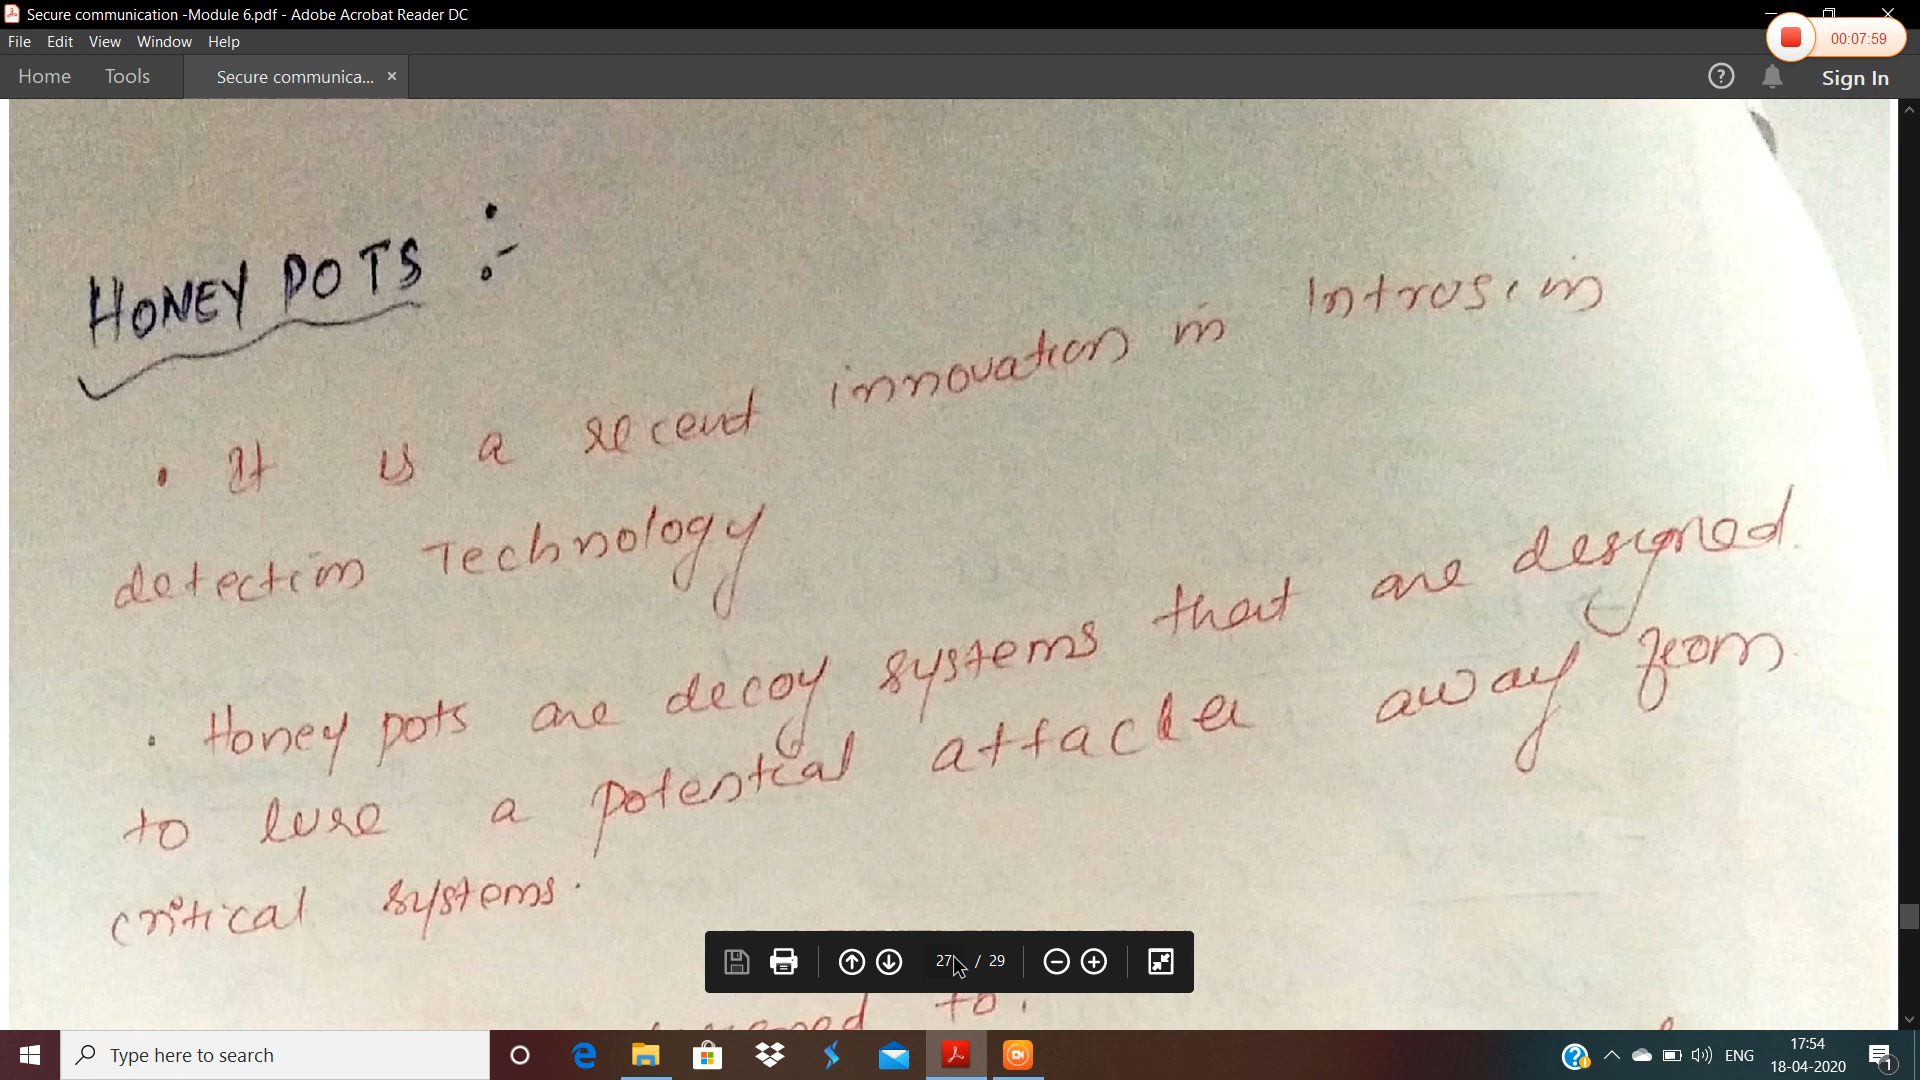 Secure communication -Module 6.pdf - Adobe Acrobat Reader DC
File Edit View Window Help
00:07:59
Home Tools Secure communica... × Sign In
HONEY POTS :-
• It is a recent innovation in Intrusion
detection Technology
• Honey pots are decoy systems that are designed
to lure a potential attacker away from
critical systems.
27 / 29
to:
Type here to search
ENG
17:54
18-04-2020
1